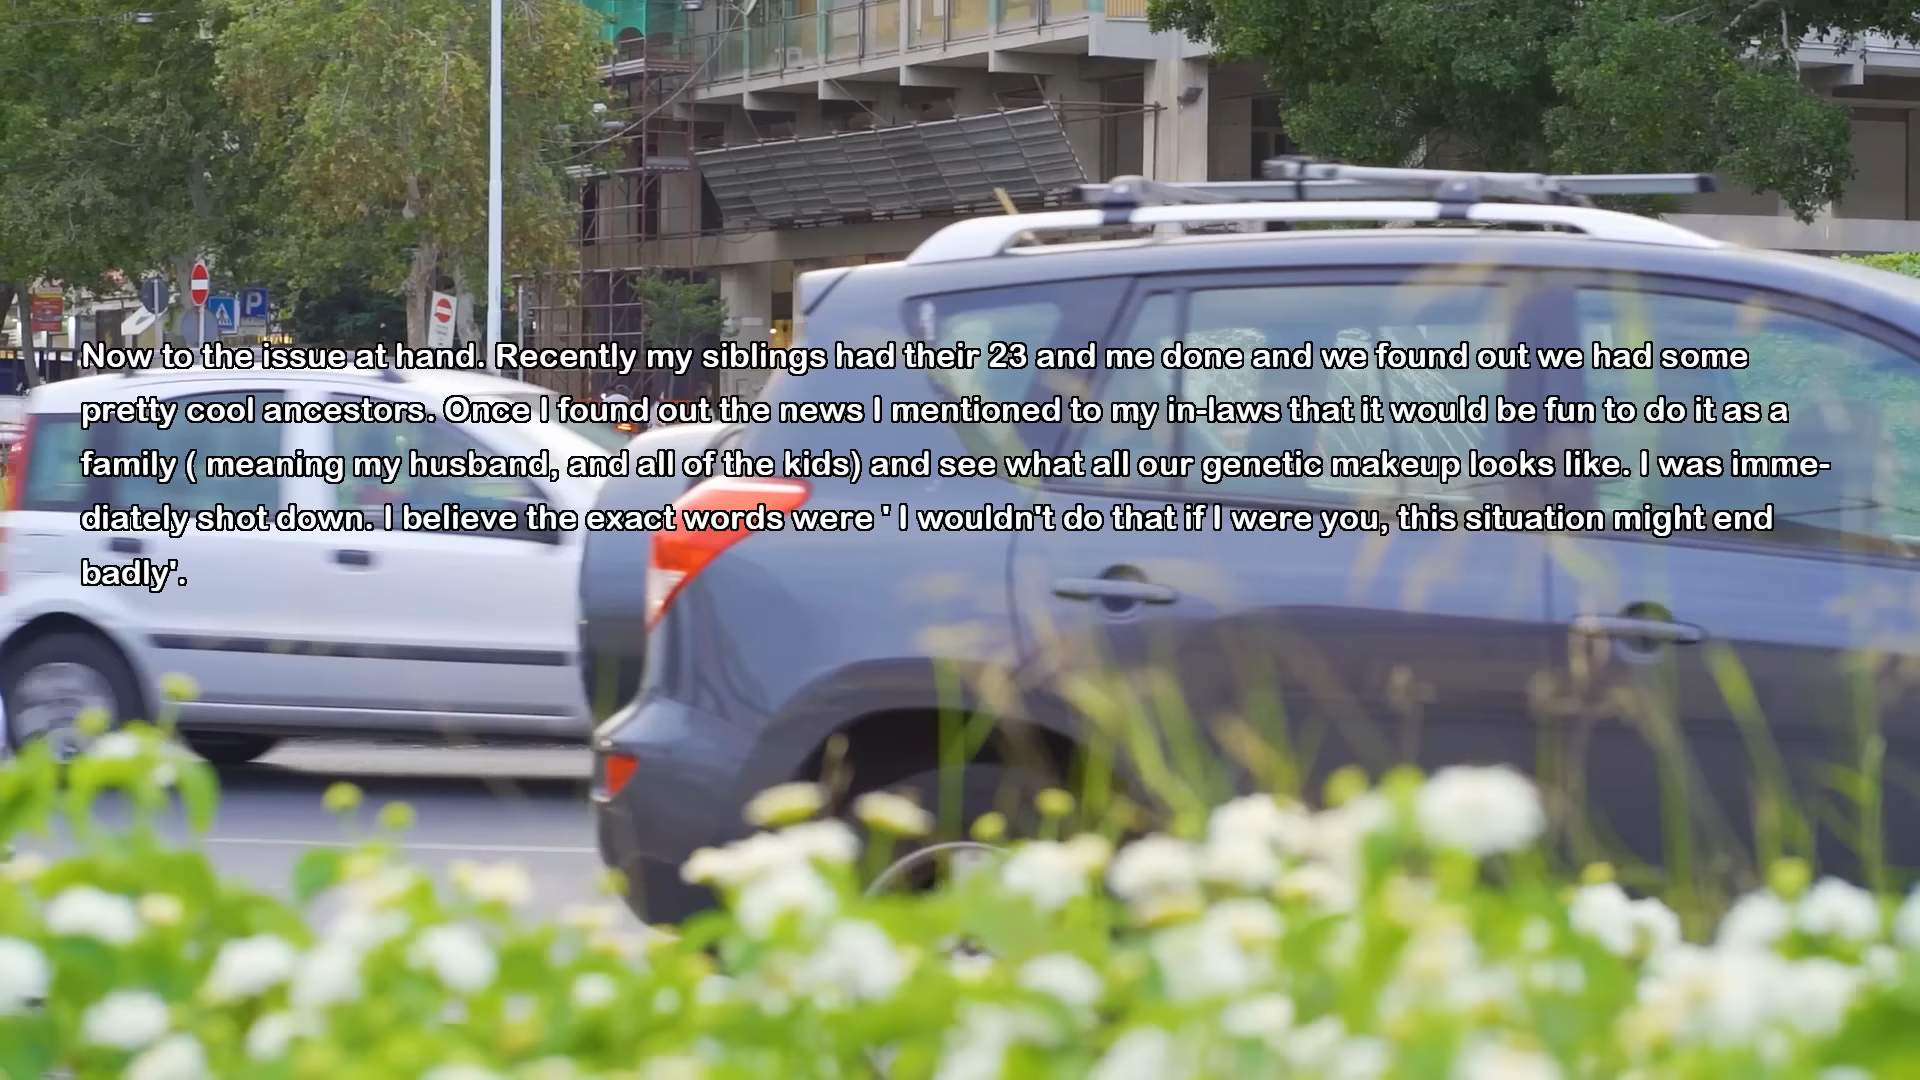 Now to the issue at hand. Recently my siblings had their 23 and me done and we found out we had some
pretty cool ancestors. Once I found out the news I mentioned to my in-laws that it would be fun to do it as a
family ( meaning my husband, and all of the kids) and see what all our genetic makeup looks like. I was imme-
diately shot down. I believe the exact words were ' I wouldn't do that if I were you, this situation might end
badly'.
P